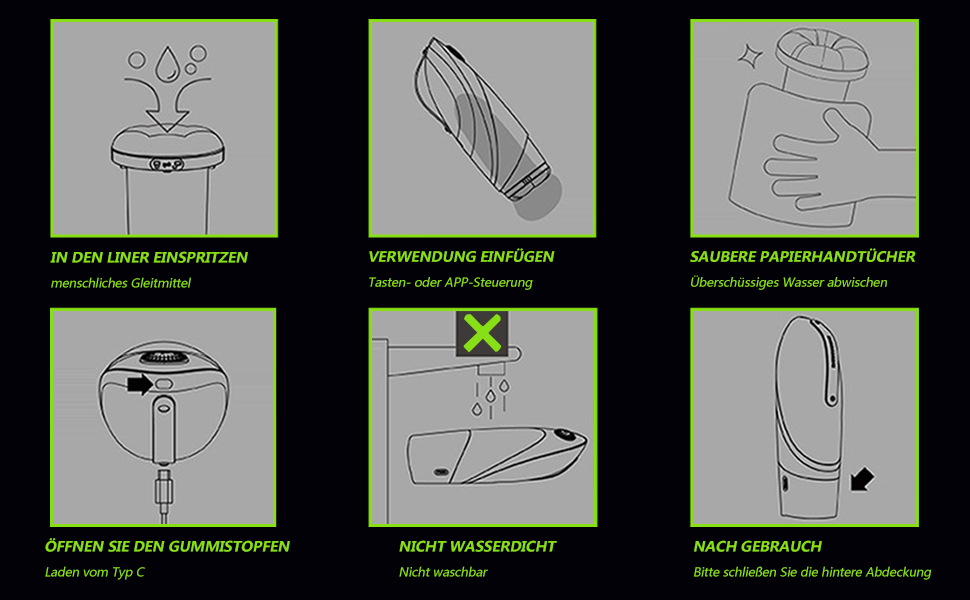 IN DEN LINER EINSPRITZEN
menschliches Gleitmittel
VERWENDUNG EINFÜGEN
Tasten- oder APP-Steuerung
SAUBERE PAPIERHANDTÜCHER
Überschüssiges Wasser abwischen
ÖFFNEN SIE DEN GUMMISTOPFEN
Laden vom Typ C
NICHT WASSERDICHT
Nicht waschbar
NACH GEBRAUCH
Bitte schließen Sie die hintere Abdeckung